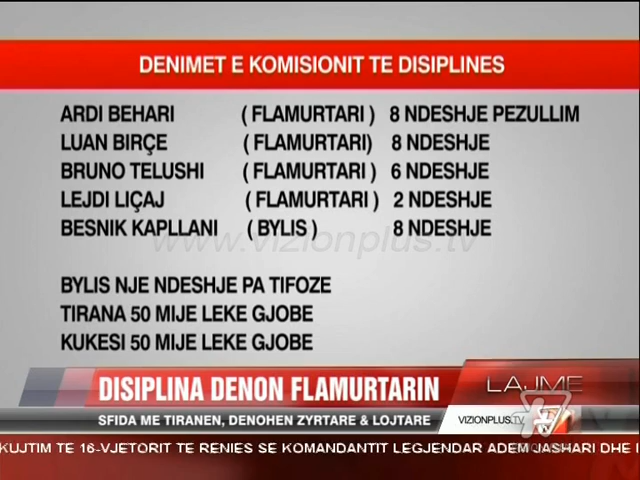 DENIMET E KOMISIONIT TE DISIPLINES
ARDI BEHARI ( FLAMURTARI ) 8 NDESHJE PEZULLIM
LUAN BIRÇE ( FLAMURTARI) 8 NDESHJE
BRUNO TELUSHI ( FLAMURTARI ) 6 NDESHJE
LEJDI LIÇAJ ( FLAMURTARI ) 2 NDESHJE
BESNIK KAPLLANI ( BYLIS ) 8 NDESHJE
www.vizionplus.tv
BYLIS NJE NDESHJE PA TIFOZE
TIRANA 50 MIJE LEKE GJOBE
KUKESI 50 MIJE LEKE GJOBE
DISIPLINA DENON FLAMURTARIN
LAJME
SFIDA ME TIRANEN, DENOHEN ZYRTARE & LOJTARE
VIZIONPLUS.TV
KUJTIM TE 16-VJETORIT TE RENIES SE KOMANDANTIT LEGJENDAR ADEM JASHARI DHE I